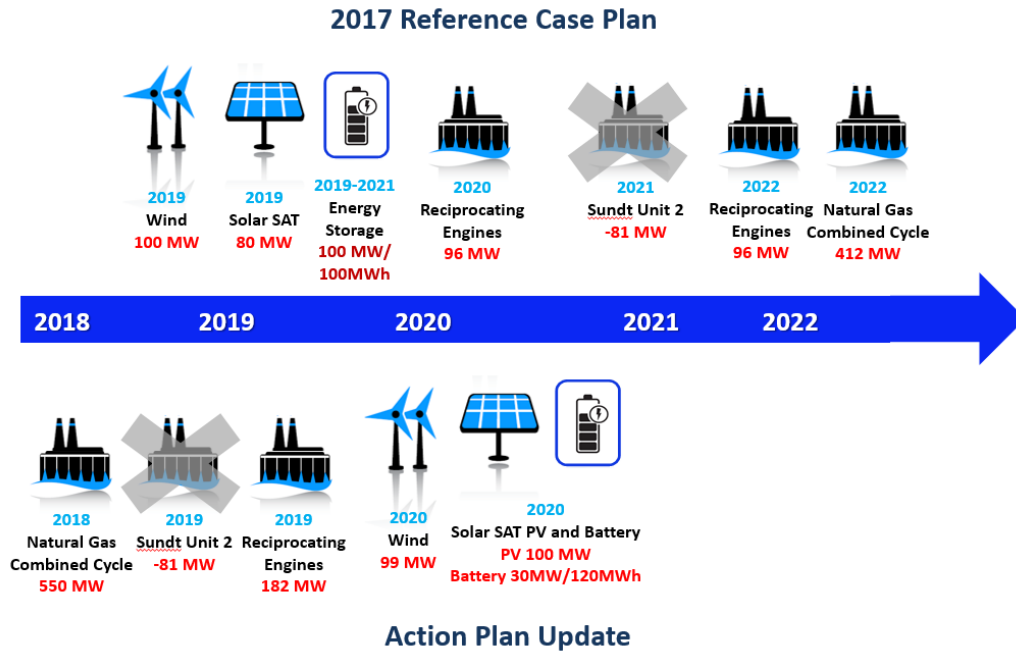 2017 Reference Case Plan
2019
Wind
100 MW
2019
Solar SAT
80 MW
2019-2021
Energy
Storage
100 MW/
100MWh
2020
Reciprocating
Engines
96 MW
2021
Sundt Unit 2
-81 MW
2022
Reciprocating
Engines
96 MW
2022
Natural Gas
Combined Cycle
412 MW
2018 2019 2020 2021 2022
2018
Natural Gas
Combined Cycle
550 MW
2019
Sundt Unit 2
-81 MW
2019
Reciprocating
Engines
182 MW
2020
Wind
99 MW
2020
Solar SAT PV and Battery
PV 100 MW
Battery 30MW/120MWh
Action Plan Update